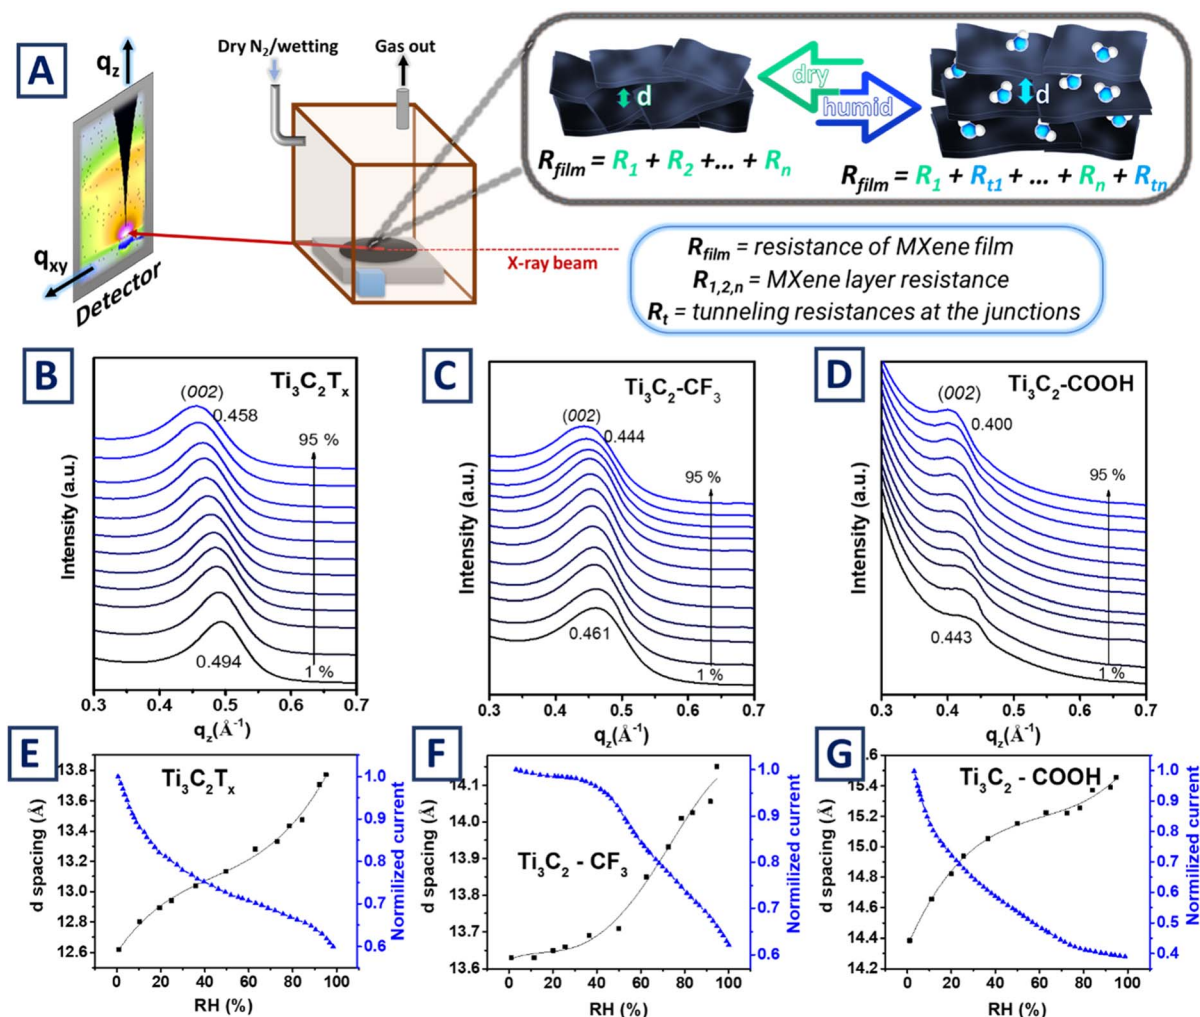 A
q_z
q_xy
Detector
Dry N₂/wetting
Gas out
X-ray beam
d
dry
humid
d
R_film = R₁ + R₂ +...+ R_n
R_film = R₁ + R_t1 + ... + R_n + R_tn
R_film = resistance of MXene film
R_1,2,n = MXene layer resistance
R_t = tunneling resistances at the junctions
B
Ti₃C₂Tₓ
(002)
0.458
95 %
0.494
1 %
Intensity (a.u.)
0.3 0.4 0.5 0.6 0.7
q_z(Å⁻¹)
C
Ti₃C₂-CF₃
(002)
0.444
95 %
0.461
1%
Intensity (a.u.)
0.3 0.4 0.5 0.6 0.7
q_z(Å⁻¹)
D
Ti₃C₂-COOH
(002)
0.400
95 %
0.443
1%
Intensity (a.u.)
0.3 0.4 0.5 0.6 0.7
q_z(Å⁻¹)
E
Ti₃C₂Tₓ
d spacing (Å)
13.8
13.6
13.4
13.2
13.0
12.8
12.6
1.0
0.9
0.8
0.7
0.6
Normilized current
0 20 40 60 80 100
RH (%)
F
Ti₃C₂ - CF₃
d spacing (Å)
14.1
14.0
13.9
13.8
13.7
13.6
1.0
0.9
0.8
0.7
0.6
Normilized current
0 20 40 60 80 100
RH (%)
G
Ti₃C₂ - COOH
d spacing (Å)
15.6
15.4
15.2
15.0
14.8
14.6
14.4
14.2
1.0
0.9
0.8
0.7
0.6
0.5
0.4
Normilized current
0 20 40 60 80 100
RH (%)